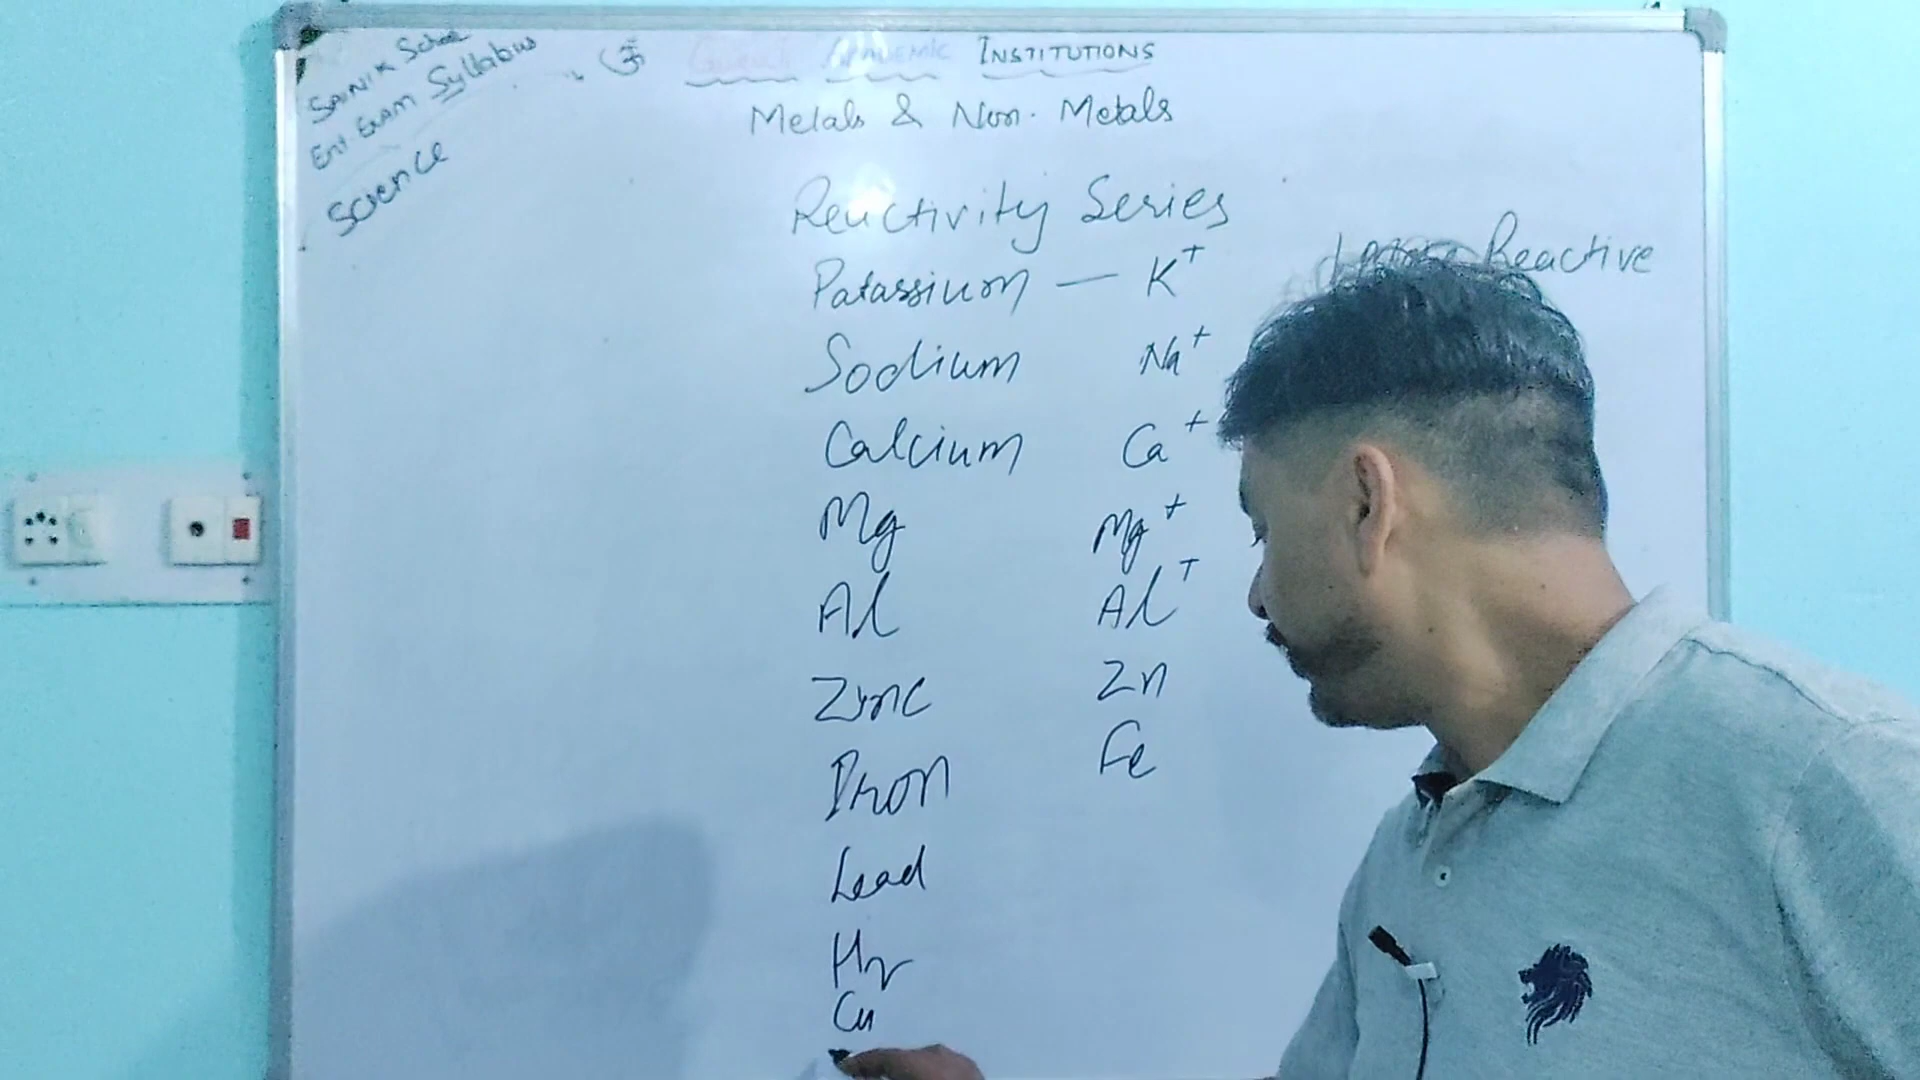 SAINIK School
Ent. Exam Syllabus
Science
ॐ
INSTITUTIONS
Metals & Non-Metals
Reactivity Series
Patassium — K⁺
Reactive
Sodium Na⁺
Calcium Ca⁺
Mg Mg⁺
Al Al⁺
Zinc Zn
Iron Fe
Lead
Hy
Cu